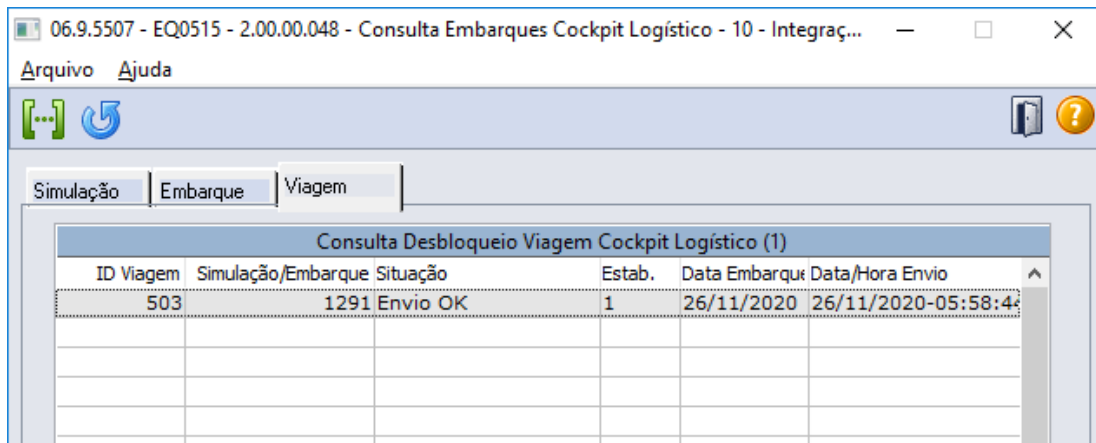 06.9.5507 - EQ0515 - 2.00.00.048 - Consulta Embarques Cockpit Logístico - 10 - Integraç...
Arquivo Ajuda
Simulação Embarque Viagem
Consulta Desbloqueio Viagem Cockpit Logístico (1)
ID Viagem Simulação/Embarque Situação Estab. Data Embarque Data/Hora Envio
503 1291 Envio OK 1 26/11/2020 26/11/2020-05:58:44